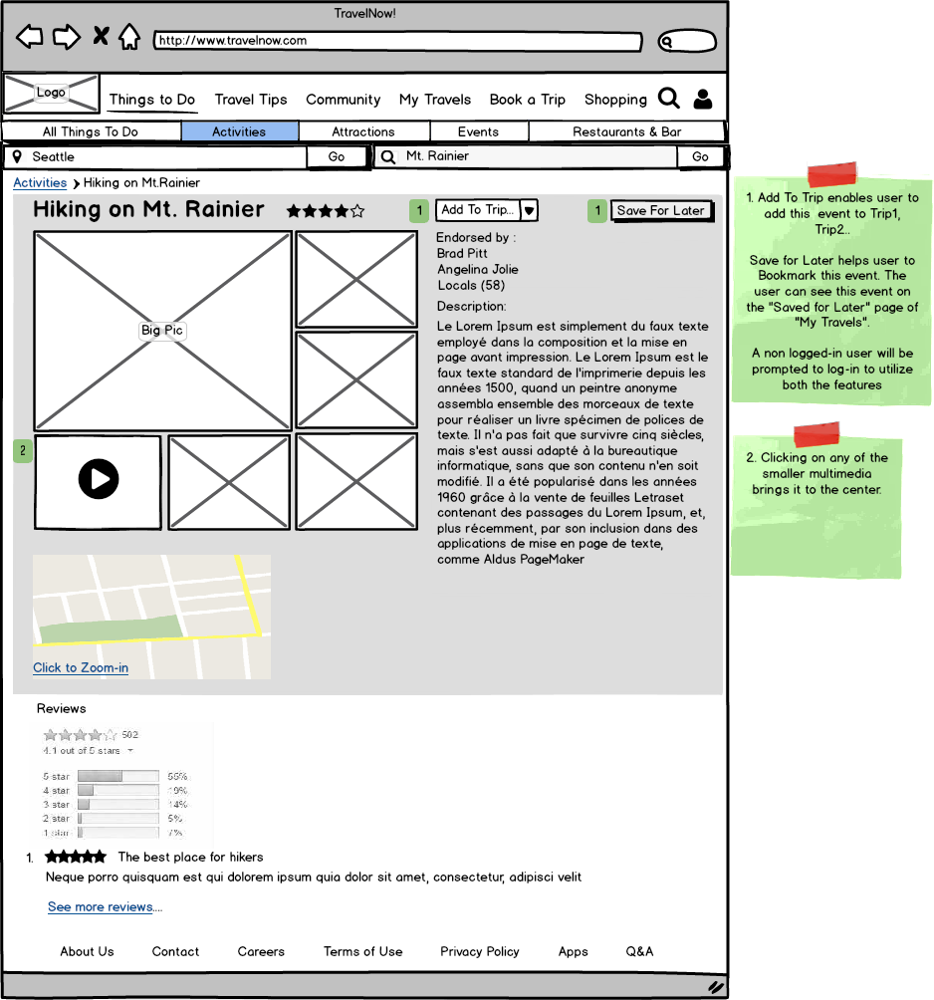 TravelNow!
http://www.travelnow.com
Logo
Things to Do
Travel Tips
Community
My Travels
Book a Trip
Shopping
All Things To Do
Activities
Attractions
Events
Restaurants & Bar
Seattle
Go
Mt. Rainier
Go
Activities
Hiking on Mt.Rainier
Hiking on Mt. Rainier
1
Add To Trip...
1
Save For Later
Big Pic
2
Endorsed by :
Brad Pitt
Angelina Jolie
Locals (58)
Description:
Le Lorem Ipsum est simplement du faux texte
employé dans la composition et la mise en
page avant impression. Le Lorem Ipsum est le
faux texte standard de l'imprimerie depuis les
années 1500, quand un peintre anonyme
assembla ensemble des morceaux de texte
pour réaliser un livre spécimen de polices de
texte. Il n'a pas fait que survivre cinq siècles,
mais s'est aussi adapté à la bureautique
informatique, sans que son contenu n'en soit
modifié. Il a été popularisé dans les années
1960 grâce à la vente de feuilles Letraset
contenant des passages du Lorem Ipsum, et,
plus récemment, par son inclusion dans des
applications de mise en page de texte,
comme Aldus PageMaker
Click to Zoom-in
Reviews
502
4.1 out of 5 stars
5 star 55%
4 star 19%
3 star 14%
2 star 5%
1 star 7%
1. The best place for hikers
Neque porro quisquam est qui dolorem ipsum quia dolor sit amet, consectetur, adipisci velit
See more reviews....
About Us
Contact
Careers
Terms of Use
Privacy Policy
Apps
Q&A
1. Add To Trip enables user to
add this event to Trip1,
Trip2..
Save for Later helps user to
Bookmark this event. The
user can see this event on
the "Saved for Later" page of
"My Travels".
A non logged-in user will be
prompted to log-in to utilize
both the features
2. Clicking on any of the
smaller multimedia
brings it to the center.